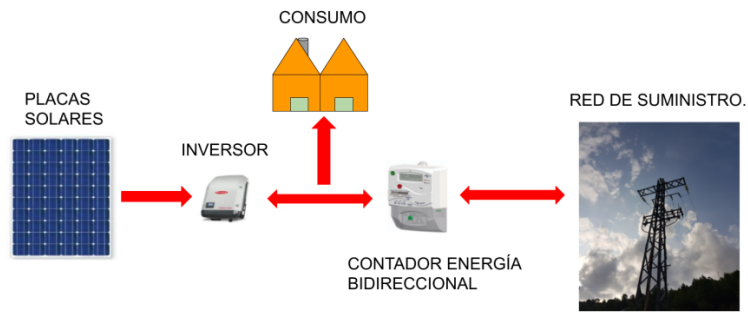 CONSUMO
PLACAS
SOLARES
RED DE SUMINISTRO.
INVERSOR
CONTADOR ENERGÍA
BIDIRECCIONAL